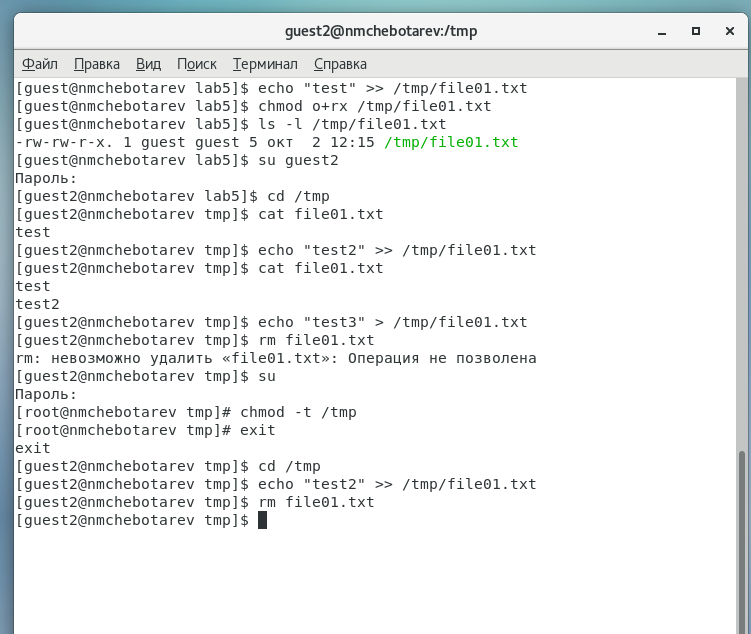 guest2@nmchebotarev:/tmp
Файл Правка Вид Поиск Терминал Справка
[guest@nmchebotarev lab5]$ echo "test" >> /tmp/file01.txt
[guest@nmchebotarev lab5]$ chmod o+rx /tmp/file01.txt
[guest@nmchebotarev lab5]$ ls -l /tmp/file01.txt
-rw-rw-r-x. 1 guest guest 5 окт  2 12:15 /tmp/file01.txt
[guest@nmchebotarev lab5]$ su guest2
Пароль:
[guest2@nmchebotarev lab5]$ cd /tmp
[guest2@nmchebotarev tmp]$ cat file01.txt
test
[guest2@nmchebotarev tmp]$ echo "test2" >> /tmp/file01.txt
[guest2@nmchebotarev tmp]$ cat file01.txt
test
test2
[guest2@nmchebotarev tmp]$ echo "test3" > /tmp/file01.txt
[guest2@nmchebotarev tmp]$ rm file01.txt
rm: невозможно удалить «file01.txt»: Операция не позволена
[guest2@nmchebotarev tmp]$ su
Пароль:
[root@nmchebotarev tmp]# chmod -t /tmp
[root@nmchebotarev tmp]# exit
exit
[guest2@nmchebotarev tmp]$ cd /tmp
[guest2@nmchebotarev tmp]$ echo "test2" >> /tmp/file01.txt
[guest2@nmchebotarev tmp]$ rm file01.txt
[guest2@nmchebotarev tmp]$